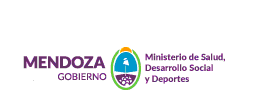 MENDOZA
GOBIERNO
Ministerio de Salud,
Desarrollo Social
y Deportes